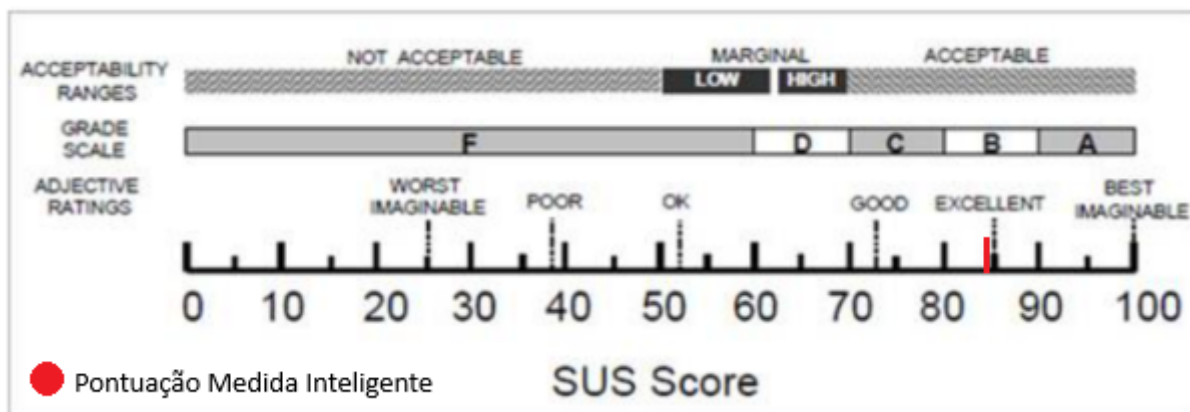 NOT ACCEPTABLE
MARGINAL
ACCEPTABLE
ACCEPTABILITY
RANGES
LOW
HIGH
GRADE
SCALE
F
D
C
B
A
ADJECTIVE
RATINGS
WORST
IMAGINABLE
POOR
OK
GOOD
EXCELLENT
BEST
IMAGINABLE
0 10 20 30 40 50 60 70 80 90 100
Pontuação Medida Inteligente
SUS Score